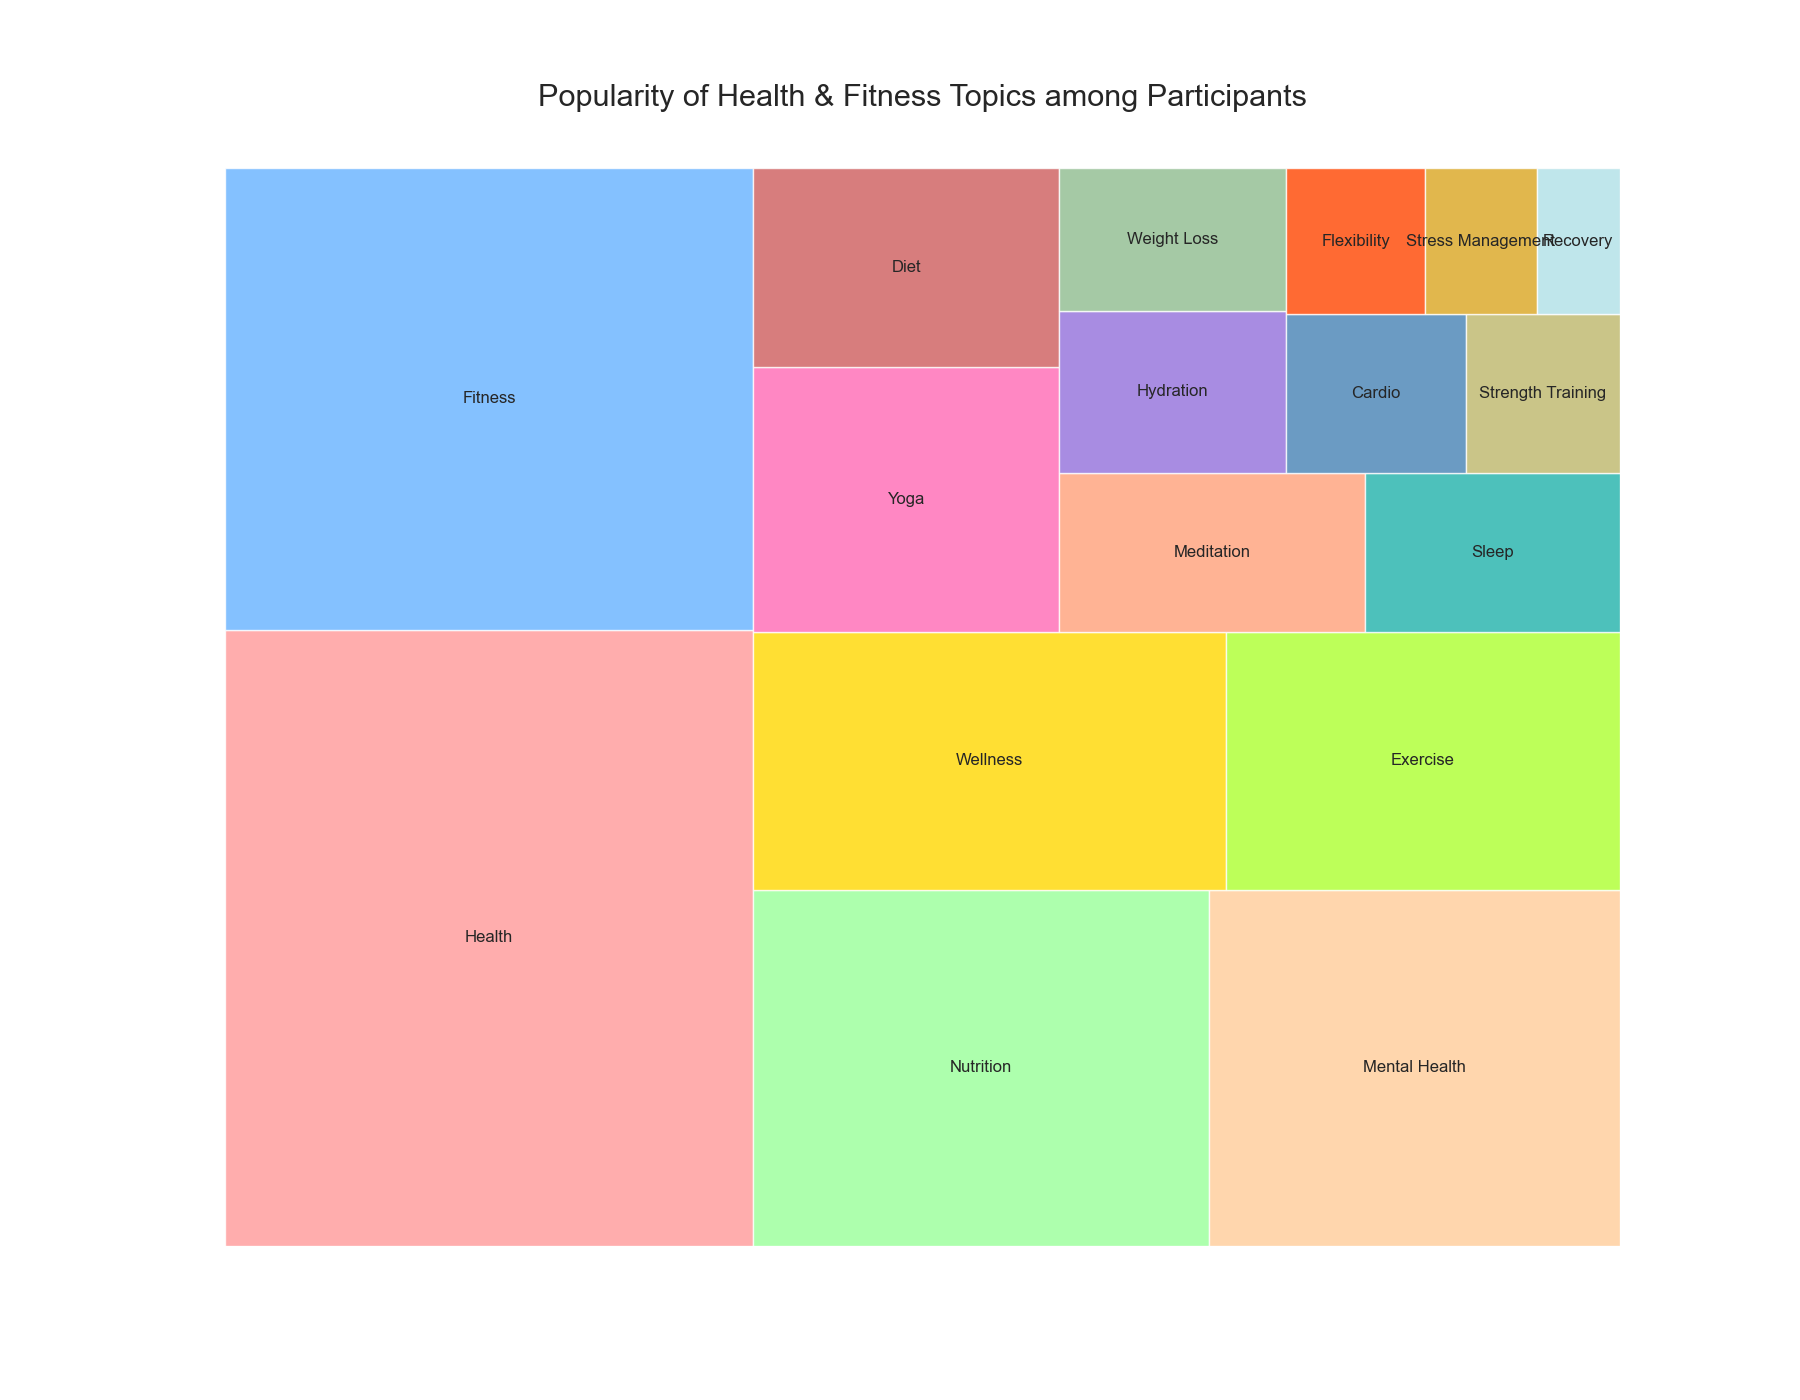 Popularity of Health & Fitness Topics among Participants
Weight Loss
Flexibility
Stress Management
Recovery
Diet
Hydration
Cardio
Strength Training
Fitness
Yoga
Meditation
Sleep
Wellness
Exercise
Health
Nutrition
Mental Health